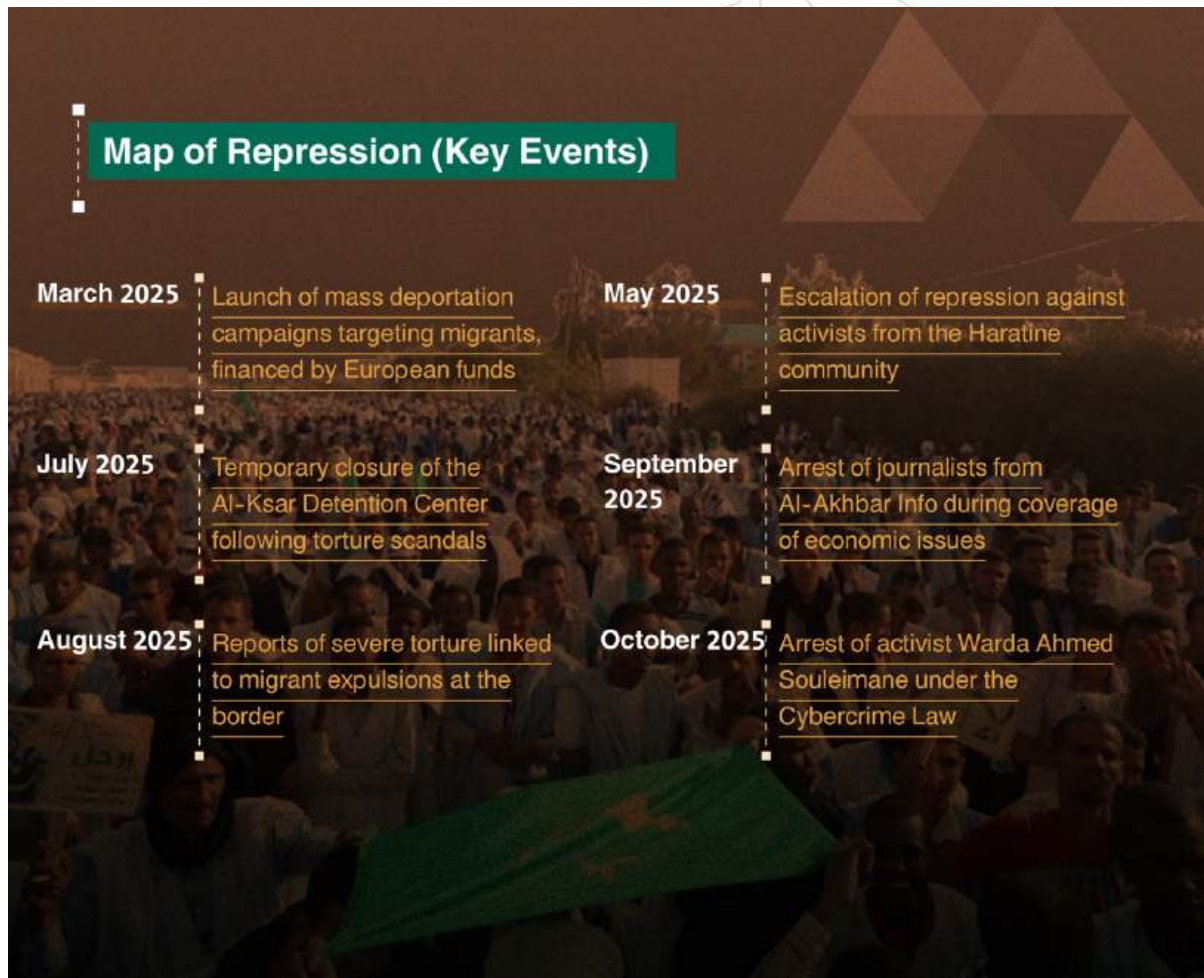 Map of Repression (Key Events)
March 2025
Launch of mass deportation
campaigns targeting migrants,
financed by European funds
May 2025
Escalation of repression against
activists from the Haratine
community
July 2025
Temporary closure of the
Al-Ksar Detention Center
following torture scandals
September
2025
Arrest of journalists from
Al-Akhbar Info during coverage
of economic issues
August 2025
Reports of severe torture linked
to migrant expulsions at the
border
October 2025
Arrest of activist Warda Ahmed
Souleimane under the
Cybercrime Law
ارحل